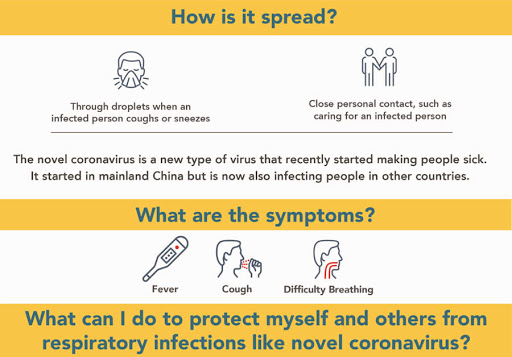 How is it spread?
Through droplets when an
infected person coughs or sneezes
Close personal contact, such as
caring for an infected person
The novel coronavirus is a new type of virus that recently started making people sick.
It started in mainland China but is now also infecting people in other countries.
What are the symptoms?
Fever
Cough
Difficulty Breathing
What can I do to protect myself and others from
respiratory infections like novel coronavirus?